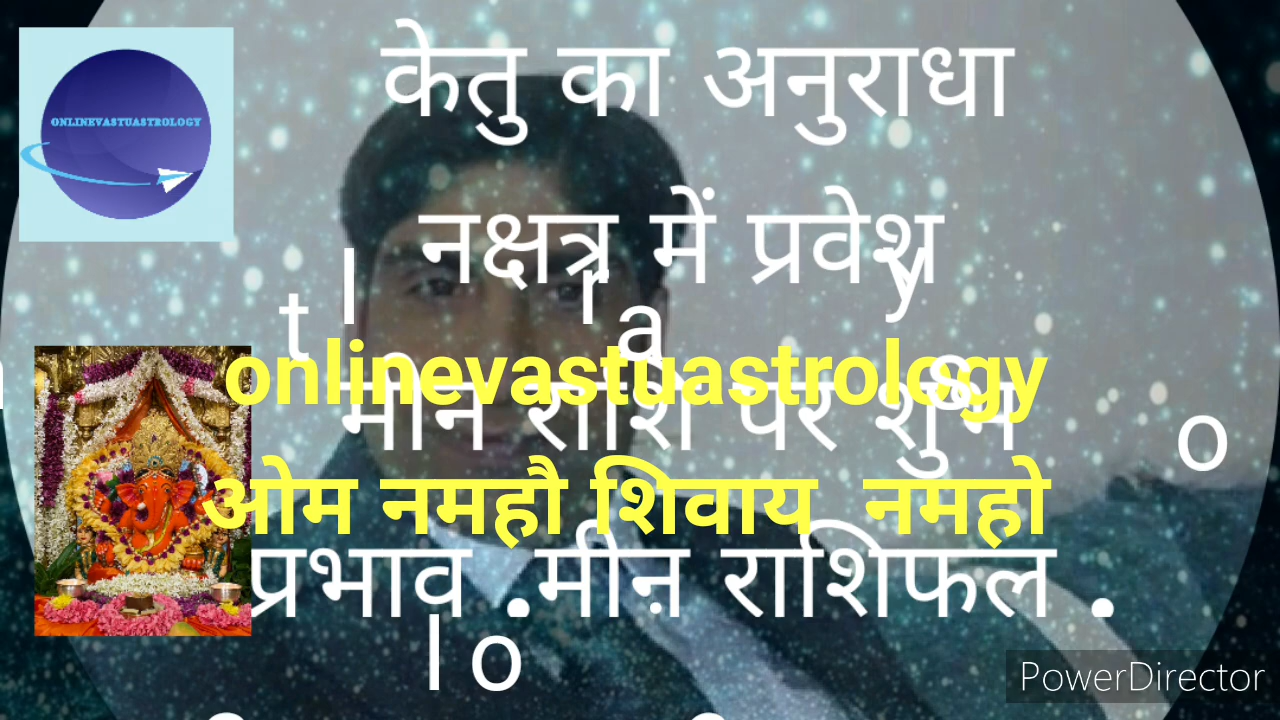 ONLINEVASTUASTROLOGY
केतु का अनुराधा
नक्षत्र में प्रवेश
l r y
t a
onlinevastuastrology
s
मीन राशि पर शुभ
o
ओम नमहौ शिवाय नमहो
प्रभाव .मीऩ राशिफल .
l o
PowerDirector